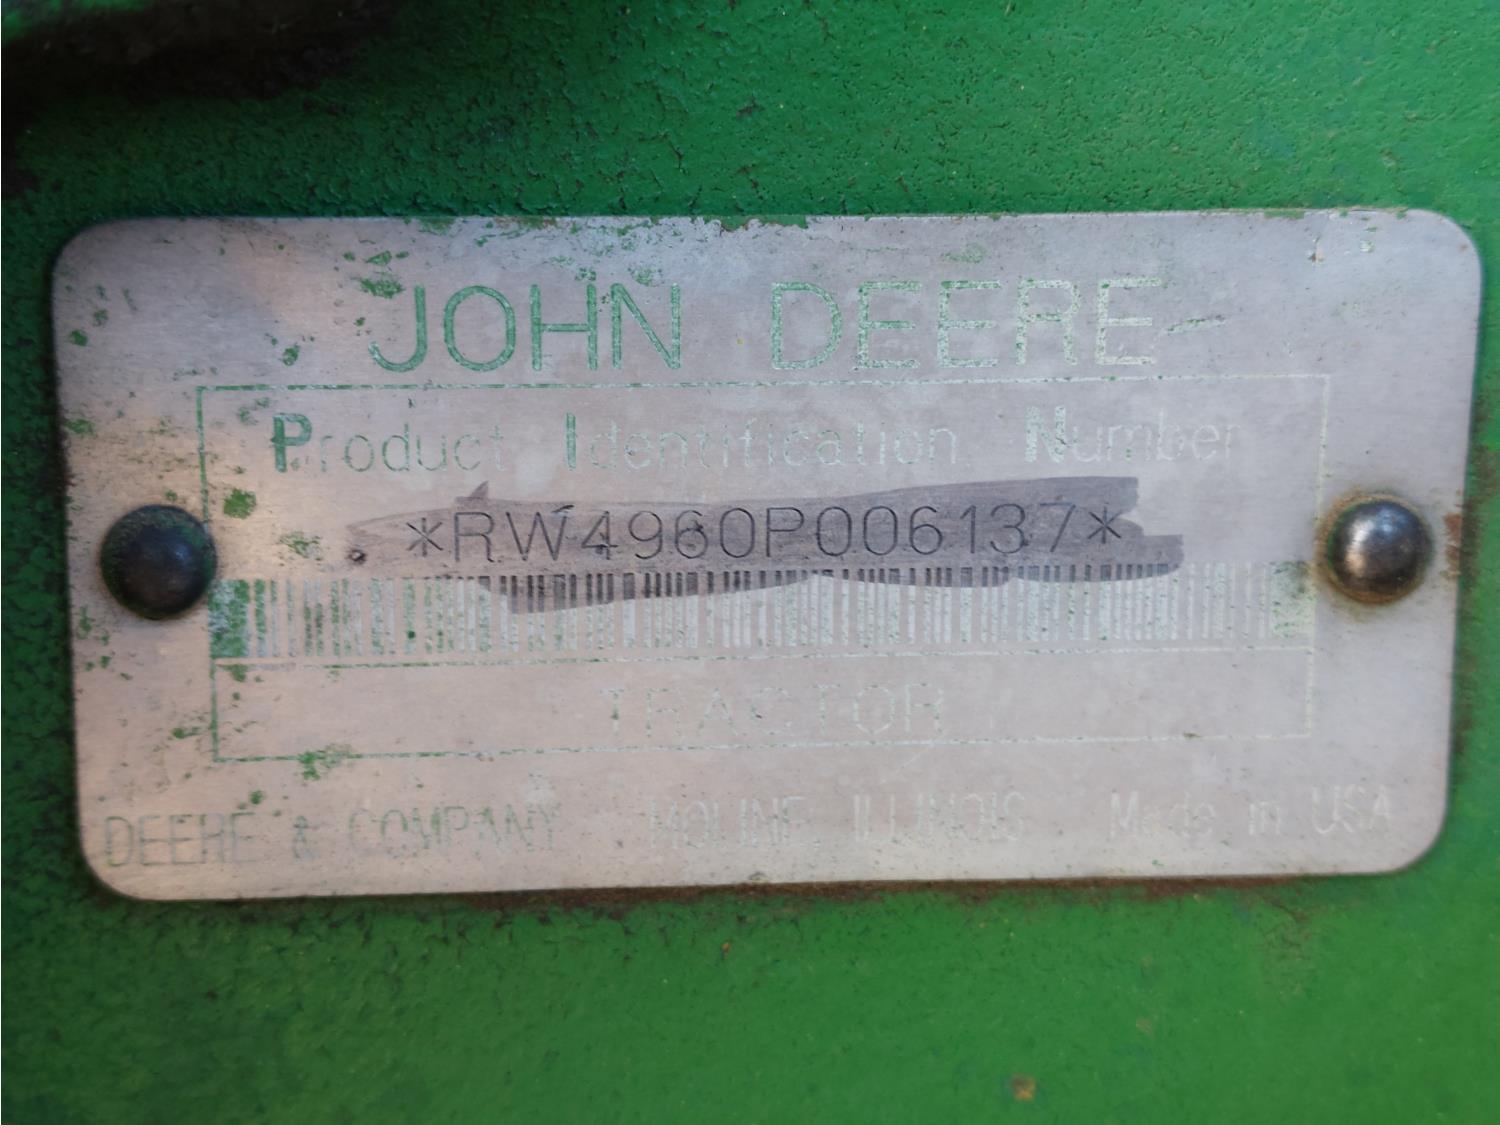 JOHN DEERE
Product Identification Number
*RW4960P006137*
TRACTOR
DEERE & COMPANY MOLINE, ILLINOIS Made in USA